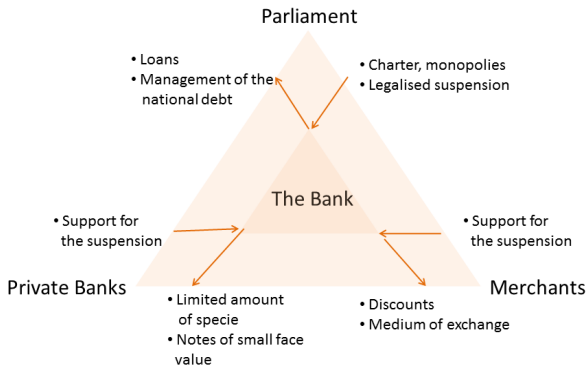 Parliament
• Loans
• Management of the
national debt
• Charter, monopolies
• Legalised suspension
The Bank
• Support for
the suspension
• Support for
the suspension
Private Banks
Merchants
• Limited amount
of specie
• Notes of small face
value
• Discounts
• Medium of exchange